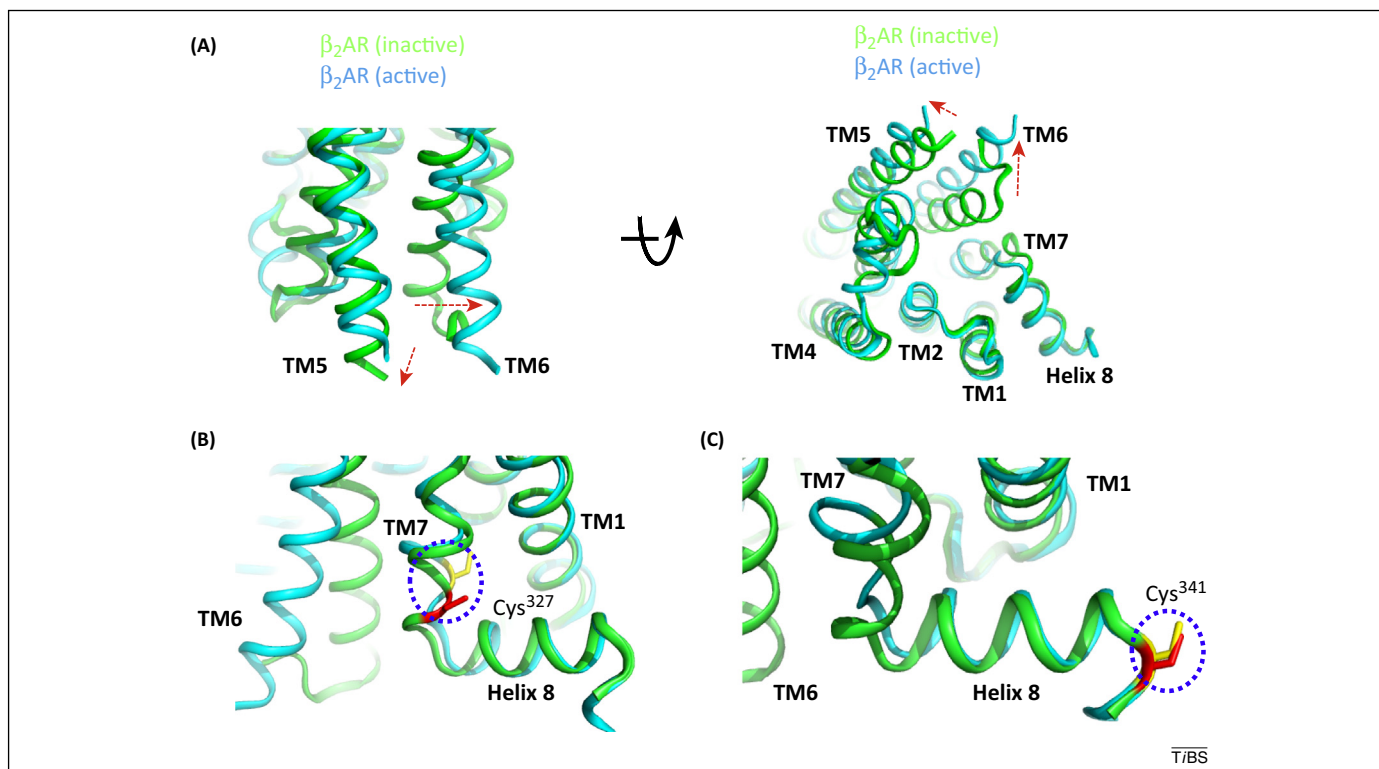 (A)
β₂AR (inactive)
β₂AR (active)
β₂AR (inactive)
β₂AR (active)
TM5
TM6
TM5
TM6
TM7
TM4
TM2
TM1
Helix 8
(B)
TM7
TM1
Cys³²⁷
TM6
Helix 8
(C)
TM7
TM1
Cys³⁴¹
TM6
Helix 8
TiBS